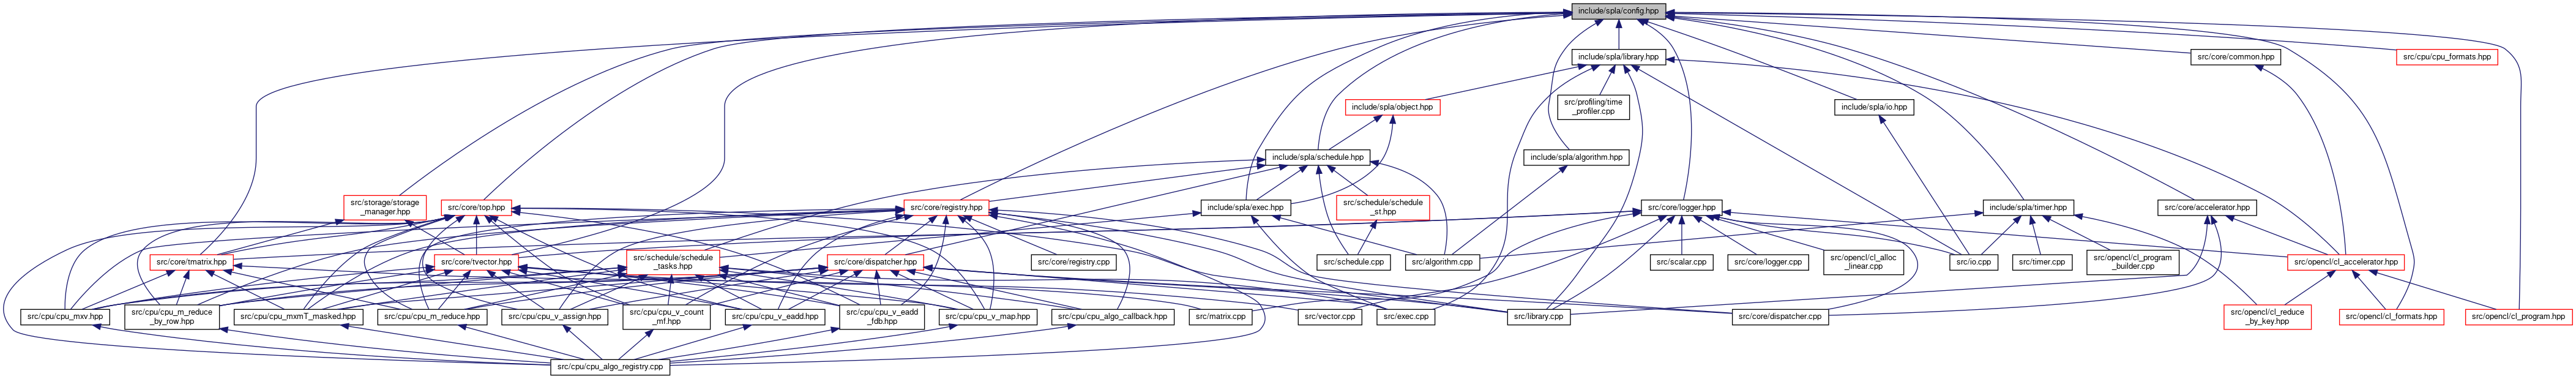 include/spla/config.hpp
include/spla/library.hpp
src/core/common.hpp
src/cpu/cpu_formats.hpp
include/spla/object.hpp
src/profiling/time
_profiler.cpp
include/spla/io.hpp
include/spla/schedule.hpp
include/spla/algorithm.hpp
src/storage/storage
_manager.hpp
src/core/top.hpp
src/core/registry.hpp
include/spla/exec.hpp
src/schedule/schedule
_st.hpp
src/core/logger.hpp
include/spla/timer.hpp
src/core/accelerator.hpp
src/core/tmatrix.hpp
src/core/tvector.hpp
src/schedule/schedule
_tasks.hpp
src/core/dispatcher.hpp
src/core/registry.cpp
src/schedule.cpp
src/algorithm.cpp
src/scalar.cpp
src/core/logger.cpp
src/opencl/cl_alloc
_linear.cpp
src/io.cpp
src/timer.cpp
src/opencl/cl_program
_builder.cpp
src/opencl/cl_accelerator.hpp
src/cpu/cpu_mxv.hpp
src/cpu/cpu_m_reduce
_by_row.hpp
src/cpu/cpu_mxmT_masked.hpp
src/cpu/cpu_m_reduce.hpp
src/cpu/cpu_v_assign.hpp
src/cpu/cpu_v_count
_mf.hpp
src/cpu/cpu_v_eadd.hpp
src/cpu/cpu_v_eadd
_fdb.hpp
src/cpu/cpu_v_map.hpp
src/cpu/cpu_algo_callback.hpp
src/matrix.cpp
src/vector.cpp
src/exec.cpp
src/library.cpp
src/core/dispatcher.cpp
src/opencl/cl_reduce
_by_key.hpp
src/opencl/cl_formats.hpp
src/opencl/cl_program.hpp
src/cpu/cpu_algo_registry.cpp